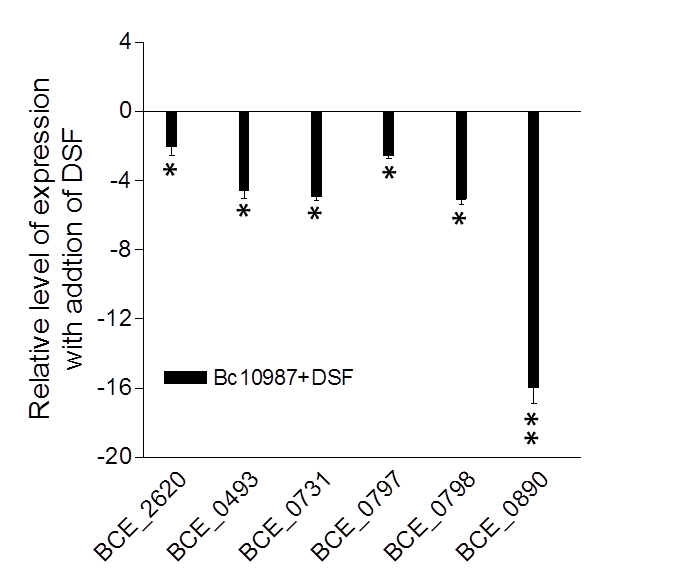 Relative level of expression
with addtion of DSF
4
0
-4
-8
-12
-16
-20
*
*
*
*
*
*
*
Bc10987+DSF
BCE_2620
BCE_0493
BCE_0731
BCE_0797
BCE_0798
BCE_0890